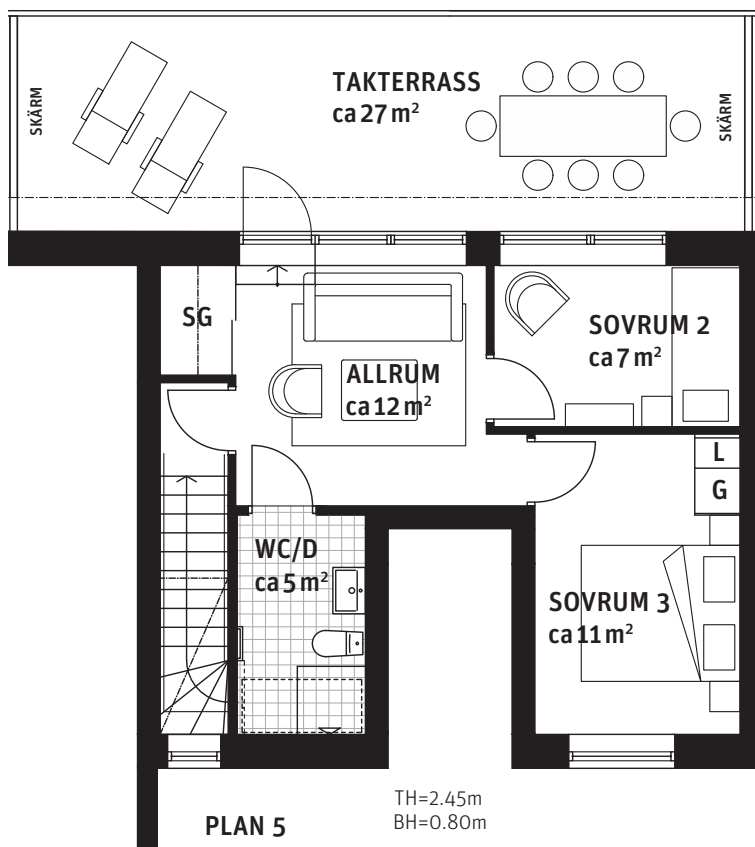 TAKTERRASS
ca 27 m²
SKÄRM
SKÄRM
SG
SOVRUM 2
ca 7 m²
ALLRUM
ca 12 m²
L
G
WC/D
ca 5 m²
SOVRUM 3
ca 11 m²
TH=2.45m
BH=0.80m
PLAN 5